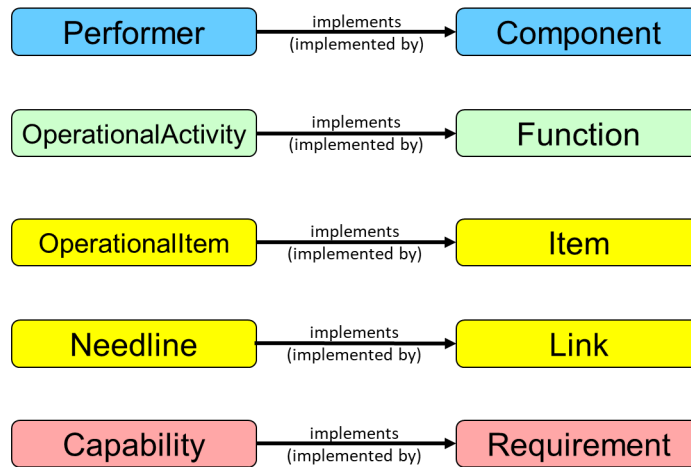 Performer
implements
(implemented by)
Component
OperationalActivity
implements
(implemented by)
Function
OperationalItem
implements
(implemented by)
Item
Needline
implements
(implemented by)
Link
Capability
implements
(implemented by)
Requirement